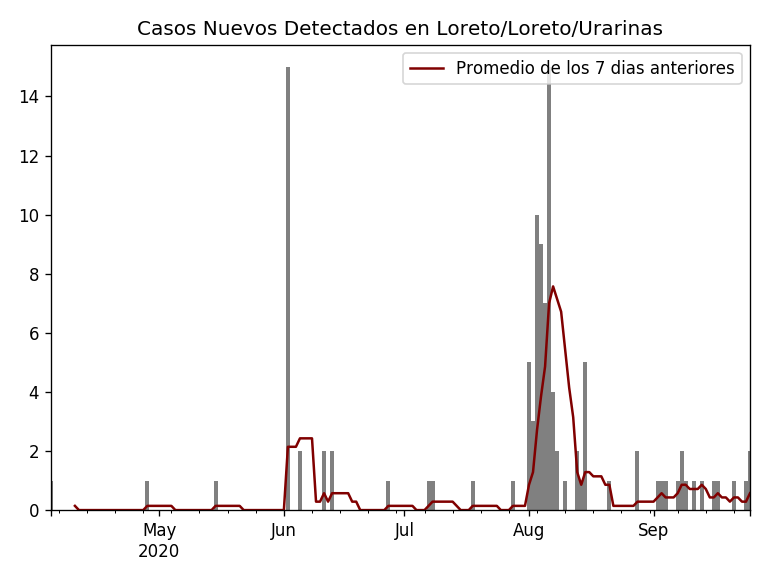 Casos Nuevos Detectados en Loreto/Loreto/Urarinas
Promedio de los 7 dias anteriores
14
12
10
8
6
4
2
0
May
2020
Jun
Jul
Aug
Sep